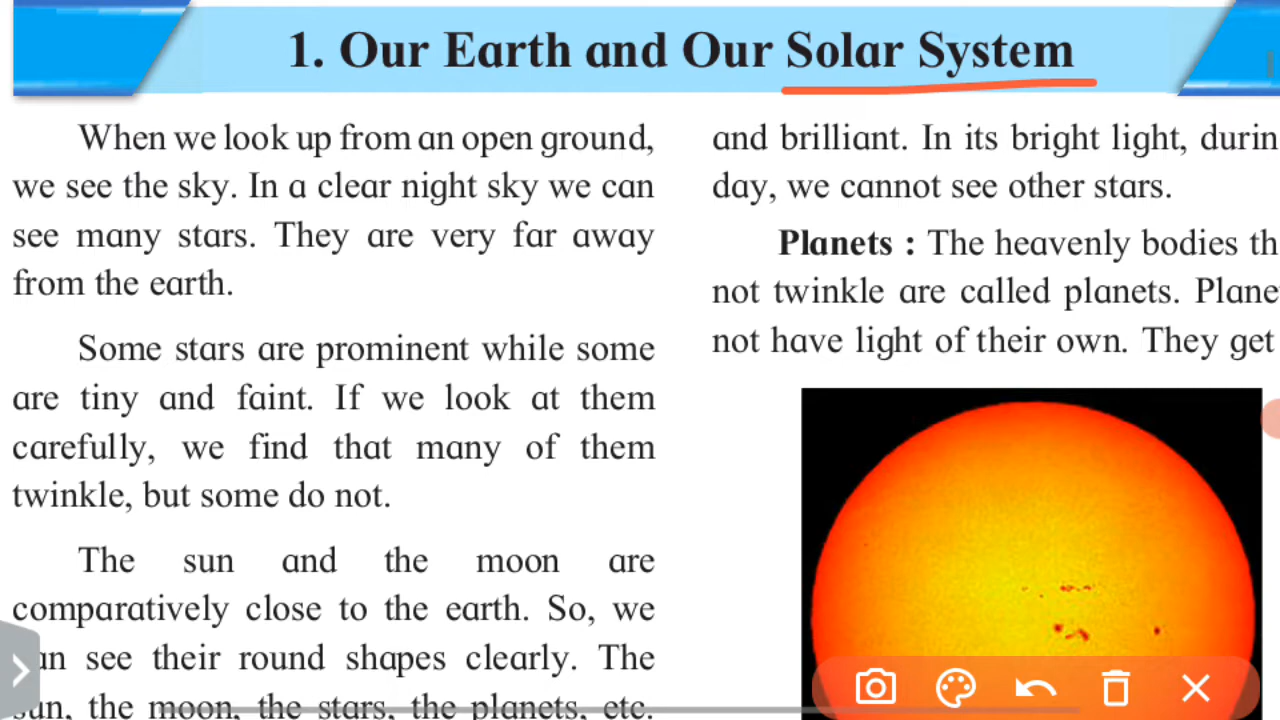 1. Our Earth and Our Solar System
When we look up from an open ground,
we see the sky. In a clear night sky we can
see many stars. They are very far away
from the earth.
Some stars are prominent while some
are tiny and faint. If we look at them
carefully, we find that many of them
twinkle, but some do not.
The sun and the moon are
comparatively close to the earth. So, we
see their round shapes clearly. The
the moon, the stars, the planets, etc.
and brilliant. In its bright light, durin
day, we cannot see other stars.
Planets : The heavenly bodies th
not twinkle are called planets. Plane
not have light of their own. They get